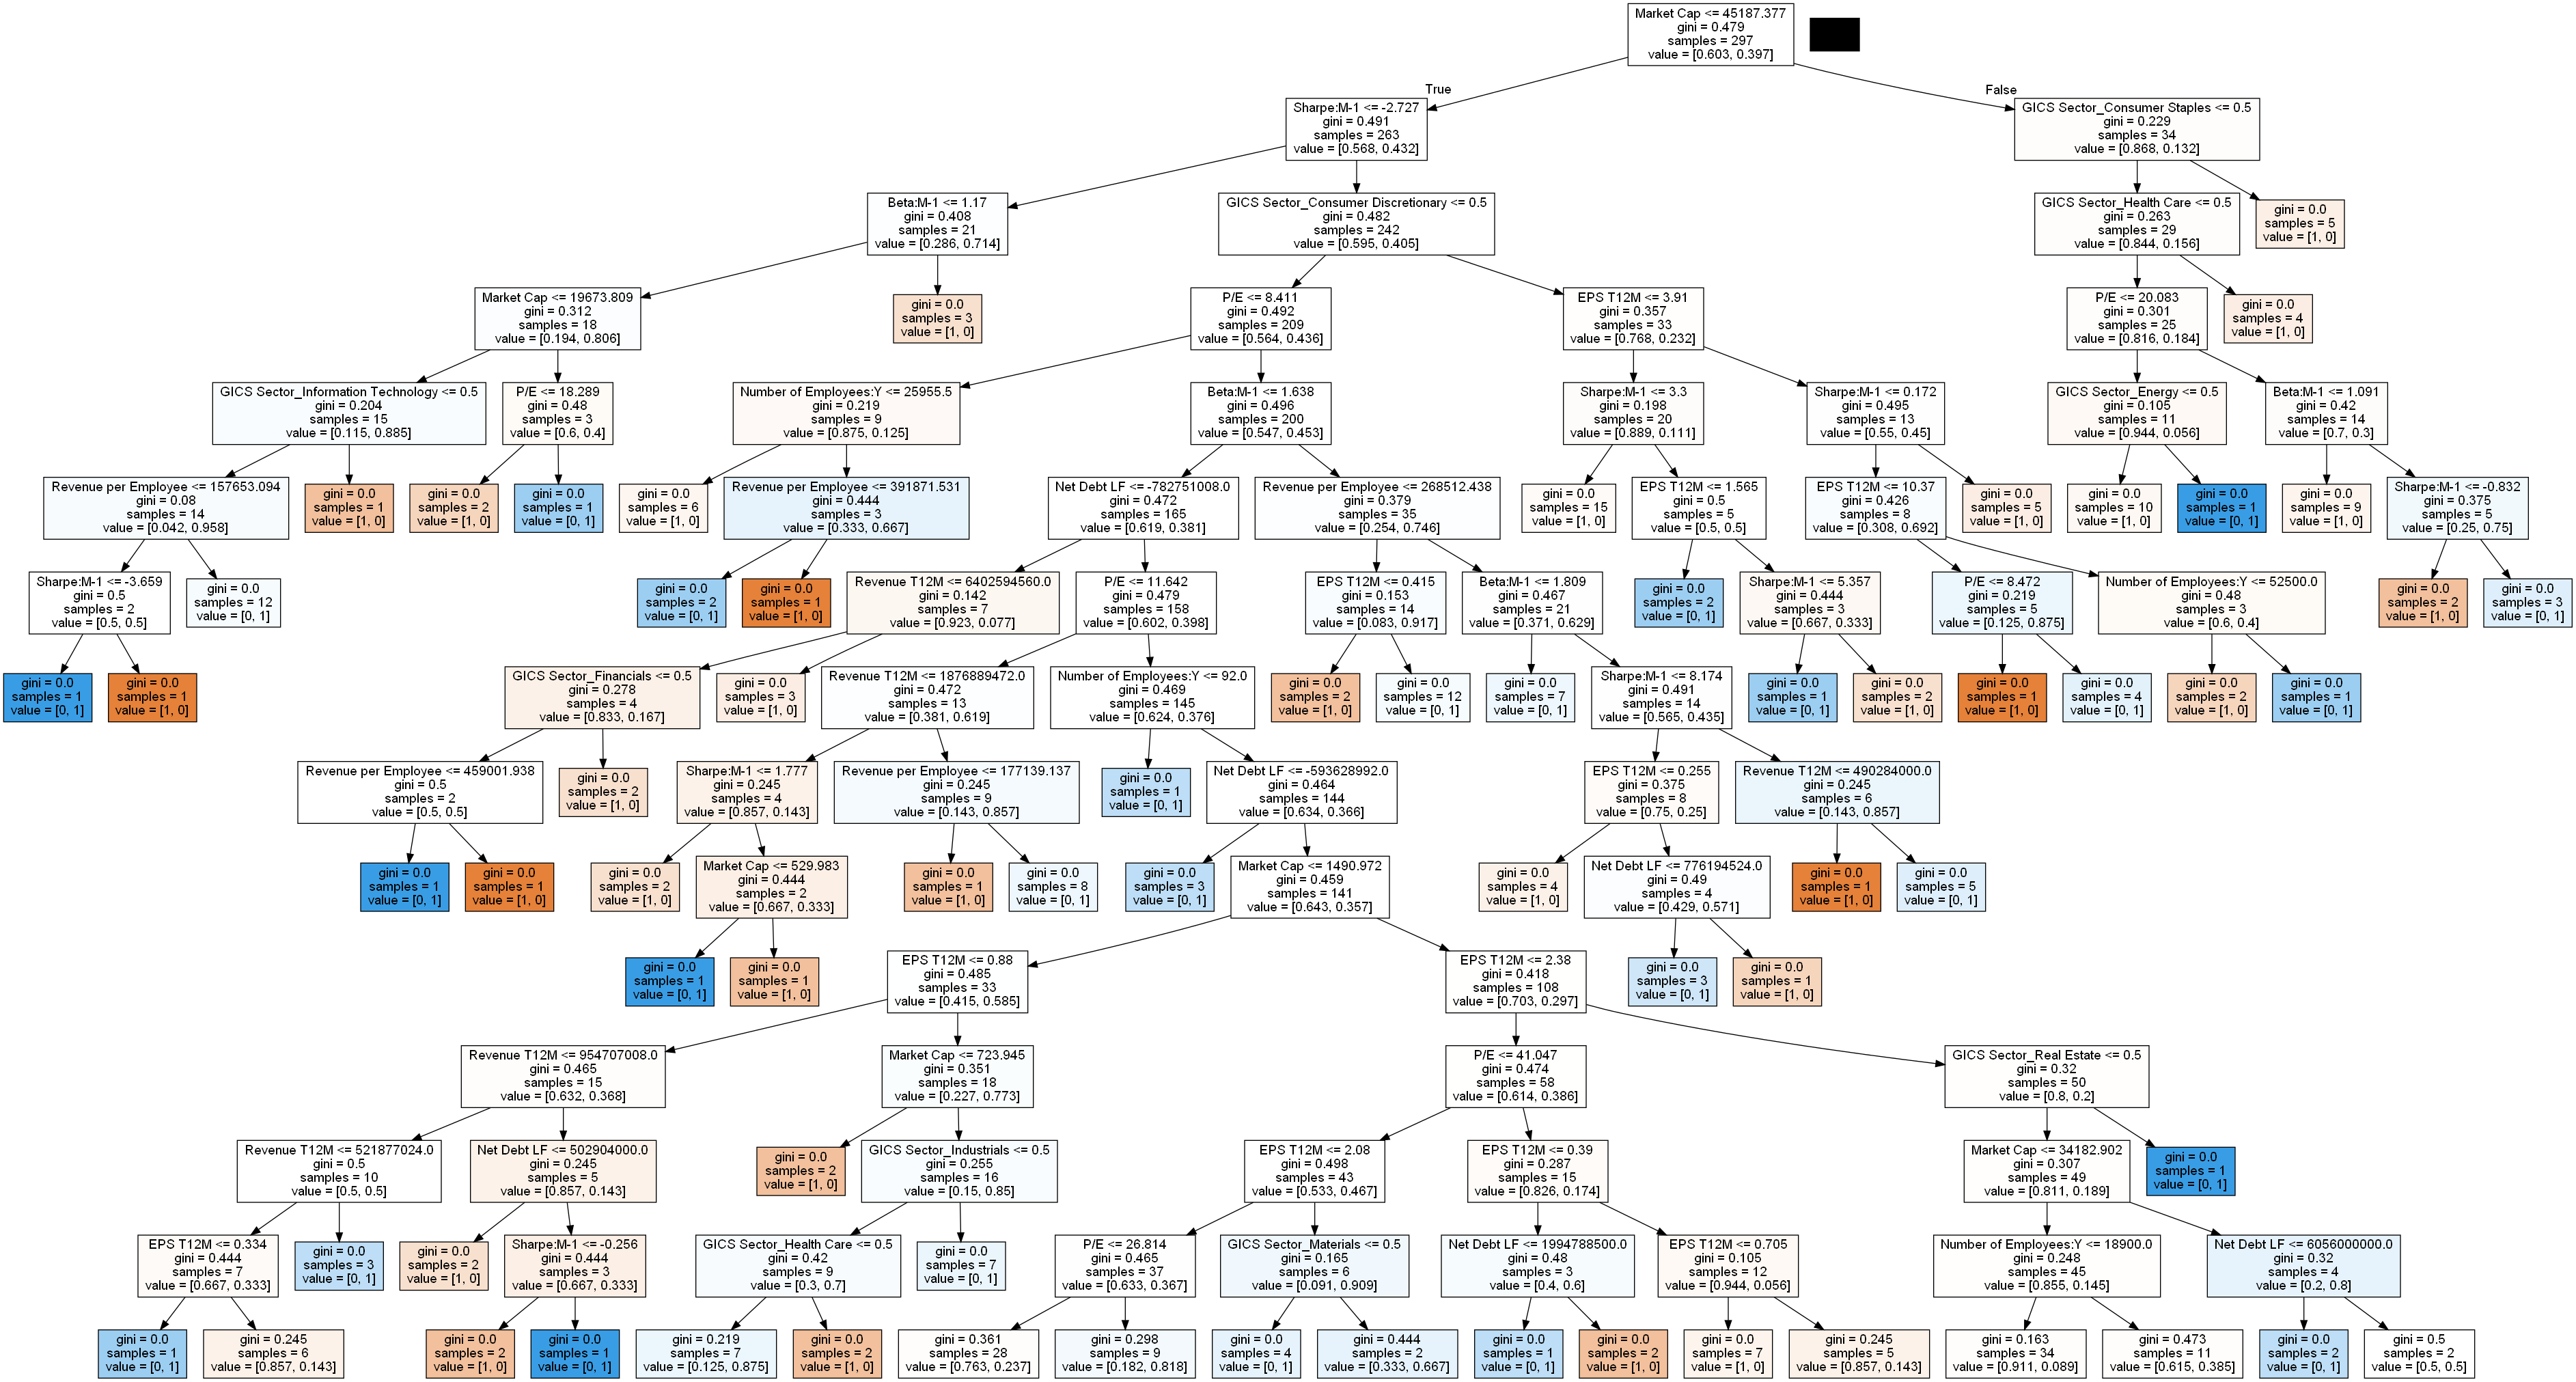 Market Cap <= 45187.377
gini = 0.479
samples = 297
value = [0.603, 0.397]
True
False
Sharpe:M-1 <= -2.727
gini = 0.491
samples = 263
value = [0.568, 0.432]
GICS Sector_Consumer Staples <= 0.5
gini = 0.229
samples = 34
value = [0.868, 0.132]
Beta:M-1 <= 1.17
gini = 0.408
samples = 21
value = [0.286, 0.714]
GICS Sector_Consumer Discretionary <= 0.5
gini = 0.482
samples = 242
value = [0.595, 0.405]
GICS Sector_Health Care <= 0.5
gini = 0.263
samples = 29
value = [0.844, 0.156]
gini = 0.0
samples = 5
value = [1, 0]
Market Cap <= 19673.809
gini = 0.312
samples = 18
value = [0.194, 0.806]
gini = 0.0
samples = 3
value = [1, 0]
P/E <= 8.411
gini = 0.492
samples = 209
value = [0.564, 0.436]
EPS T12M <= 3.91
gini = 0.357
samples = 33
value = [0.768, 0.232]
P/E <= 20.083
gini = 0.301
samples = 25
value = [0.816, 0.184]
gini = 0.0
samples = 4
value = [1, 0]
GICS Sector_Information Technology <= 0.5
gini = 0.204
samples = 15
value = [0.115, 0.885]
P/E <= 18.289
gini = 0.48
samples = 3
value = [0.6, 0.4]
Number of Employees:Y <= 25955.5
gini = 0.219
samples = 9
value = [0.875, 0.125]
Beta:M-1 <= 1.638
gini = 0.496
samples = 200
value = [0.547, 0.453]
Sharpe:M-1 <= 3.3
gini = 0.198
samples = 20
value = [0.889, 0.111]
Sharpe:M-1 <= 0.172
gini = 0.495
samples = 13
value = [0.55, 0.45]
GICS Sector_Energy <= 0.5
gini = 0.105
samples = 11
value = [0.944, 0.056]
Beta:M-1 <= 1.091
gini = 0.42
samples = 14
value = [0.7, 0.3]
Revenue per Employee <= 157653.094
gini = 0.08
samples = 14
value = [0.042, 0.958]
gini = 0.0
samples = 1
value = [1, 0]
gini = 0.0
samples = 2
value = [1, 0]
gini = 0.0
samples = 1
value = [0, 1]
gini = 0.0
samples = 6
value = [1, 0]
Revenue per Employee <= 391871.531
gini = 0.444
samples = 3
value = [0.333, 0.667]
Net Debt LF <= -782751008.0
gini = 0.472
samples = 165
value = [0.619, 0.381]
Revenue per Employee <= 268512.438
gini = 0.379
samples = 35
value = [0.254, 0.746]
gini = 0.0
samples = 15
value = [1, 0]
EPS T12M <= 1.565
gini = 0.5
samples = 5
value = [0.5, 0.5]
EPS T12M <= 10.37
gini = 0.426
samples = 8
value = [0.308, 0.692]
gini = 0.0
samples = 5
value = [1, 0]
gini = 0.0
samples = 10
value = [1, 0]
gini = 0.0
samples = 1
value = [0, 1]
gini = 0.0
samples = 9
value = [1, 0]
Sharpe:M-1 <= -0.832
gini = 0.375
samples = 5
value = [0.25, 0.75]
Sharpe:M-1 <= -3.659
gini = 0.5
samples = 2
value = [0.5, 0.5]
gini = 0.0
samples = 12
value = [0, 1]
gini = 0.0
samples = 2
value = [0, 1]
gini = 0.0
samples = 1
value = [1, 0]
Revenue T12M <= 6402594560.0
gini = 0.142
samples = 7
value = [0.923, 0.077]
P/E <= 11.642
gini = 0.479
samples = 158
value = [0.602, 0.398]
EPS T12M <= 0.415
gini = 0.153
samples = 14
value = [0.083, 0.917]
Beta:M-1 <= 1.809
gini = 0.467
samples = 21
value = [0.371, 0.629]
gini = 0.0
samples = 2
value = [0, 1]
Sharpe:M-1 <= 5.357
gini = 0.444
samples = 3
value = [0.667, 0.333]
P/E <= 8.472
gini = 0.219
samples = 5
value = [0.125, 0.875]
Number of Employees:Y <= 52500.0
gini = 0.48
samples = 3
value = [0.6, 0.4]
gini = 0.0
samples = 2
value = [1, 0]
gini = 0.0
samples = 3
value = [0, 1]
gini = 0.0
samples = 1
value = [0, 1]
gini = 0.0
samples = 1
value = [1, 0]
GICS Sector_Financials <= 0.5
gini = 0.278
samples = 4
value = [0.833, 0.167]
gini = 0.0
samples = 3
value = [1, 0]
Revenue T12M <= 1876889472.0
gini = 0.472
samples = 13
value = [0.381, 0.619]
Number of Employees:Y <= 92.0
gini = 0.469
samples = 145
value = [0.624, 0.376]
gini = 0.0
samples = 2
value = [1, 0]
gini = 0.0
samples = 12
value = [0, 1]
gini = 0.0
samples = 7
value = [0, 1]
Sharpe:M-1 <= 8.174
gini = 0.491
samples = 14
value = [0.565, 0.435]
gini = 0.0
samples = 1
value = [0, 1]
gini = 0.0
samples = 2
value = [1, 0]
gini = 0.0
samples = 1
value = [1, 0]
gini = 0.0
samples = 4
value = [0, 1]
gini = 0.0
samples = 2
value = [1, 0]
gini = 0.0
samples = 1
value = [0, 1]
Revenue per Employee <= 459001.938
gini = 0.5
samples = 2
value = [0.5, 0.5]
gini = 0.0
samples = 2
value = [1, 0]
Sharpe:M-1 <= 1.777
gini = 0.245
samples = 4
value = [0.857, 0.143]
Revenue per Employee <= 177139.137
gini = 0.245
samples = 9
value = [0.143, 0.857]
gini = 0.0
samples = 1
value = [0, 1]
Net Debt LF <= -593628992.0
gini = 0.464
samples = 144
value = [0.634, 0.366]
EPS T12M <= 0.255
gini = 0.375
samples = 8
value = [0.75, 0.25]
Revenue T12M <= 490284000.0
gini = 0.245
samples = 6
value = [0.143, 0.857]
gini = 0.0
samples = 1
value = [0, 1]
gini = 0.0
samples = 1
value = [1, 0]
gini = 0.0
samples = 2
value = [1, 0]
Market Cap <= 529.983
gini = 0.444
samples = 2
value = [0.667, 0.333]
gini = 0.0
samples = 1
value = [1, 0]
gini = 0.0
samples = 8
value = [0, 1]
gini = 0.0
samples = 3
value = [0, 1]
Market Cap <= 1490.972
gini = 0.459
samples = 141
value = [0.643, 0.357]
gini = 0.0
samples = 4
value = [1, 0]
Net Debt LF <= 776194524.0
gini = 0.49
samples = 4
value = [0.429, 0.571]
gini = 0.0
samples = 1
value = [1, 0]
gini = 0.0
samples = 5
value = [0, 1]
gini = 0.0
samples = 1
value = [0, 1]
gini = 0.0
samples = 1
value = [1, 0]
EPS T12M <= 0.88
gini = 0.485
samples = 33
value = [0.415, 0.585]
EPS T12M <= 2.38
gini = 0.418
samples = 108
value = [0.703, 0.297]
gini = 0.0
samples = 3
value = [0, 1]
gini = 0.0
samples = 1
value = [1, 0]
Revenue T12M <= 954707008.0
gini = 0.465
samples = 15
value = [0.632, 0.368]
Market Cap <= 723.945
gini = 0.351
samples = 18
value = [0.227, 0.773]
P/E <= 41.047
gini = 0.474
samples = 58
value = [0.614, 0.386]
GICS Sector_Real Estate <= 0.5
gini = 0.32
samples = 50
value = [0.8, 0.2]
Revenue T12M <= 521877024.0
gini = 0.5
samples = 10
value = [0.5, 0.5]
Net Debt LF <= 502904000.0
gini = 0.245
samples = 5
value = [0.857, 0.143]
gini = 0.0
samples = 2
value = [1, 0]
GICS Sector_Industrials <= 0.5
gini = 0.255
samples = 16
value = [0.15, 0.85]
EPS T12M <= 2.08
gini = 0.498
samples = 43
value = [0.533, 0.467]
EPS T12M <= 0.39
gini = 0.287
samples = 15
value = [0.826, 0.174]
Market Cap <= 34182.902
gini = 0.307
samples = 49
value = [0.811, 0.189]
gini = 0.0
samples = 1
value = [0, 1]
EPS T12M <= 0.334
gini = 0.444
samples = 7
value = [0.667, 0.333]
gini = 0.0
samples = 3
value = [0, 1]
gini = 0.0
samples = 2
value = [1, 0]
Sharpe:M-1 <= -0.256
gini = 0.444
samples = 3
value = [0.667, 0.333]
GICS Sector_Health Care <= 0.5
gini = 0.42
samples = 9
value = [0.3, 0.7]
gini = 0.0
samples = 7
value = [0, 1]
P/E <= 26.814
gini = 0.465
samples = 37
value = [0.633, 0.367]
GICS Sector_Materials <= 0.5
gini = 0.165
samples = 6
value = [0.091, 0.909]
Net Debt LF <= 1994788500.0
gini = 0.48
samples = 3
value = [0.4, 0.6]
EPS T12M <= 0.705
gini = 0.105
samples = 12
value = [0.944, 0.056]
Number of Employees:Y <= 18900.0
gini = 0.248
samples = 45
value = [0.855, 0.145]
Net Debt LF <= 6056000000.0
gini = 0.32
samples = 4
value = [0.2, 0.8]
gini = 0.0
samples = 1
value = [0, 1]
gini = 0.245
samples = 6
value = [0.857, 0.143]
gini = 0.0
samples = 2
value = [1, 0]
gini = 0.0
samples = 1
value = [0, 1]
gini = 0.219
samples = 7
value = [0.125, 0.875]
gini = 0.0
samples = 2
value = [1, 0]
gini = 0.361
samples = 28
value = [0.763, 0.237]
gini = 0.298
samples = 9
value = [0.182, 0.818]
gini = 0.0
samples = 4
value = [0, 1]
gini = 0.444
samples = 2
value = [0.333, 0.667]
gini = 0.0
samples = 1
value = [0, 1]
gini = 0.0
samples = 2
value = [1, 0]
gini = 0.0
samples = 7
value = [1, 0]
gini = 0.245
samples = 5
value = [0.857, 0.143]
gini = 0.163
samples = 34
value = [0.911, 0.089]
gini = 0.473
samples = 11
value = [0.615, 0.385]
gini = 0.0
samples = 2
value = [0, 1]
gini = 0.5
samples = 2
value = [0.5, 0.5]